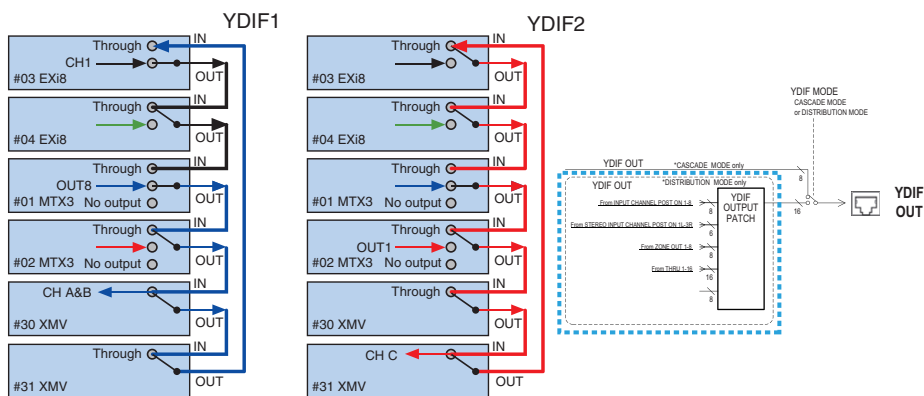 YDIF1
Through
IN
CH1
OUT
#03 EXi8
Through
IN
OUT
#04 EXi8
Through
IN
OUT8
OUT
#01 MTX3
No output
Through
IN
OUT
#02 MTX3
No output
CH A&B
IN
OUT
#30 XMV
Through
IN
OUT
#31 XMV
YDIF2
Through
IN
OUT
#03 EXi8
Through
IN
OUT
#04 EXi8
Through
IN
OUT
#01 MTX3
No output
Through
IN
OUT1
OUT
#02 MTX3
No output
Through
IN
OUT
#30 XMV
CH C
IN
OUT
#31 XMV
YDIF MODE
CASCADE MODE
or DISTRIBUTION MODE
YDIF OUT
*CASCADE MODE only
8
YDIF OUT
*DISTRIBUTION MODE only
YDIF
OUTPUT
PATCH
From INPUT CHANNEL POST ON 1-8
8
From STEREO INPUT CHANNEL POST ON 1L-3R
6
From ZONE OUT 1-8
8
From THRU 1-16
16
8
16
YDIF
OUT